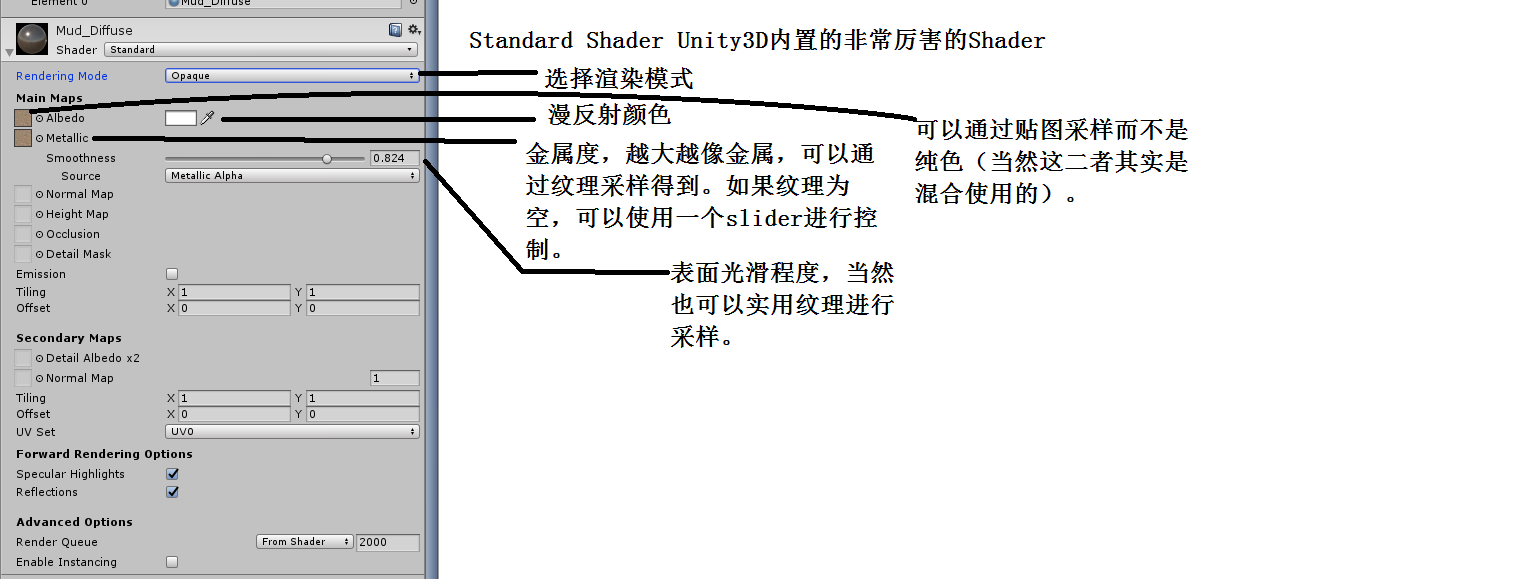 Element 0
Mud_Diffuse
Mud_Diffuse
Shader Standard
Standard Shader Unity3D内置的非常厉害的Shader
Rendering Mode Opaque
选择渲染模式
Main Maps
Albedo
漫反射颜色
可以通过贴图采样而不是
纯色（当然这二者其实是
混合使用的）。
Metallic
金属度，越大越像金属，可以通
过纹理采样得到。如果纹理为
空，可以使用一个slider进行控
制。
Smoothness 0.824
Source Metallic Alpha
表面光滑程度，当然
也可以实用纹理进行
采样。
Normal Map
Height Map
Occlusion
Detail Mask
Emission
Tiling X 1 Y 1
Offset X 0 Y 0
Secondary Maps
Detail Albedo x2
Normal Map 1
Tiling X 1 Y 1
Offset X 0 Y 0
UV Set UV0
Forward Rendering Options
Specular Highlights
Reflections
Advanced Options
Render Queue From Shader 2000
Enable Instancing